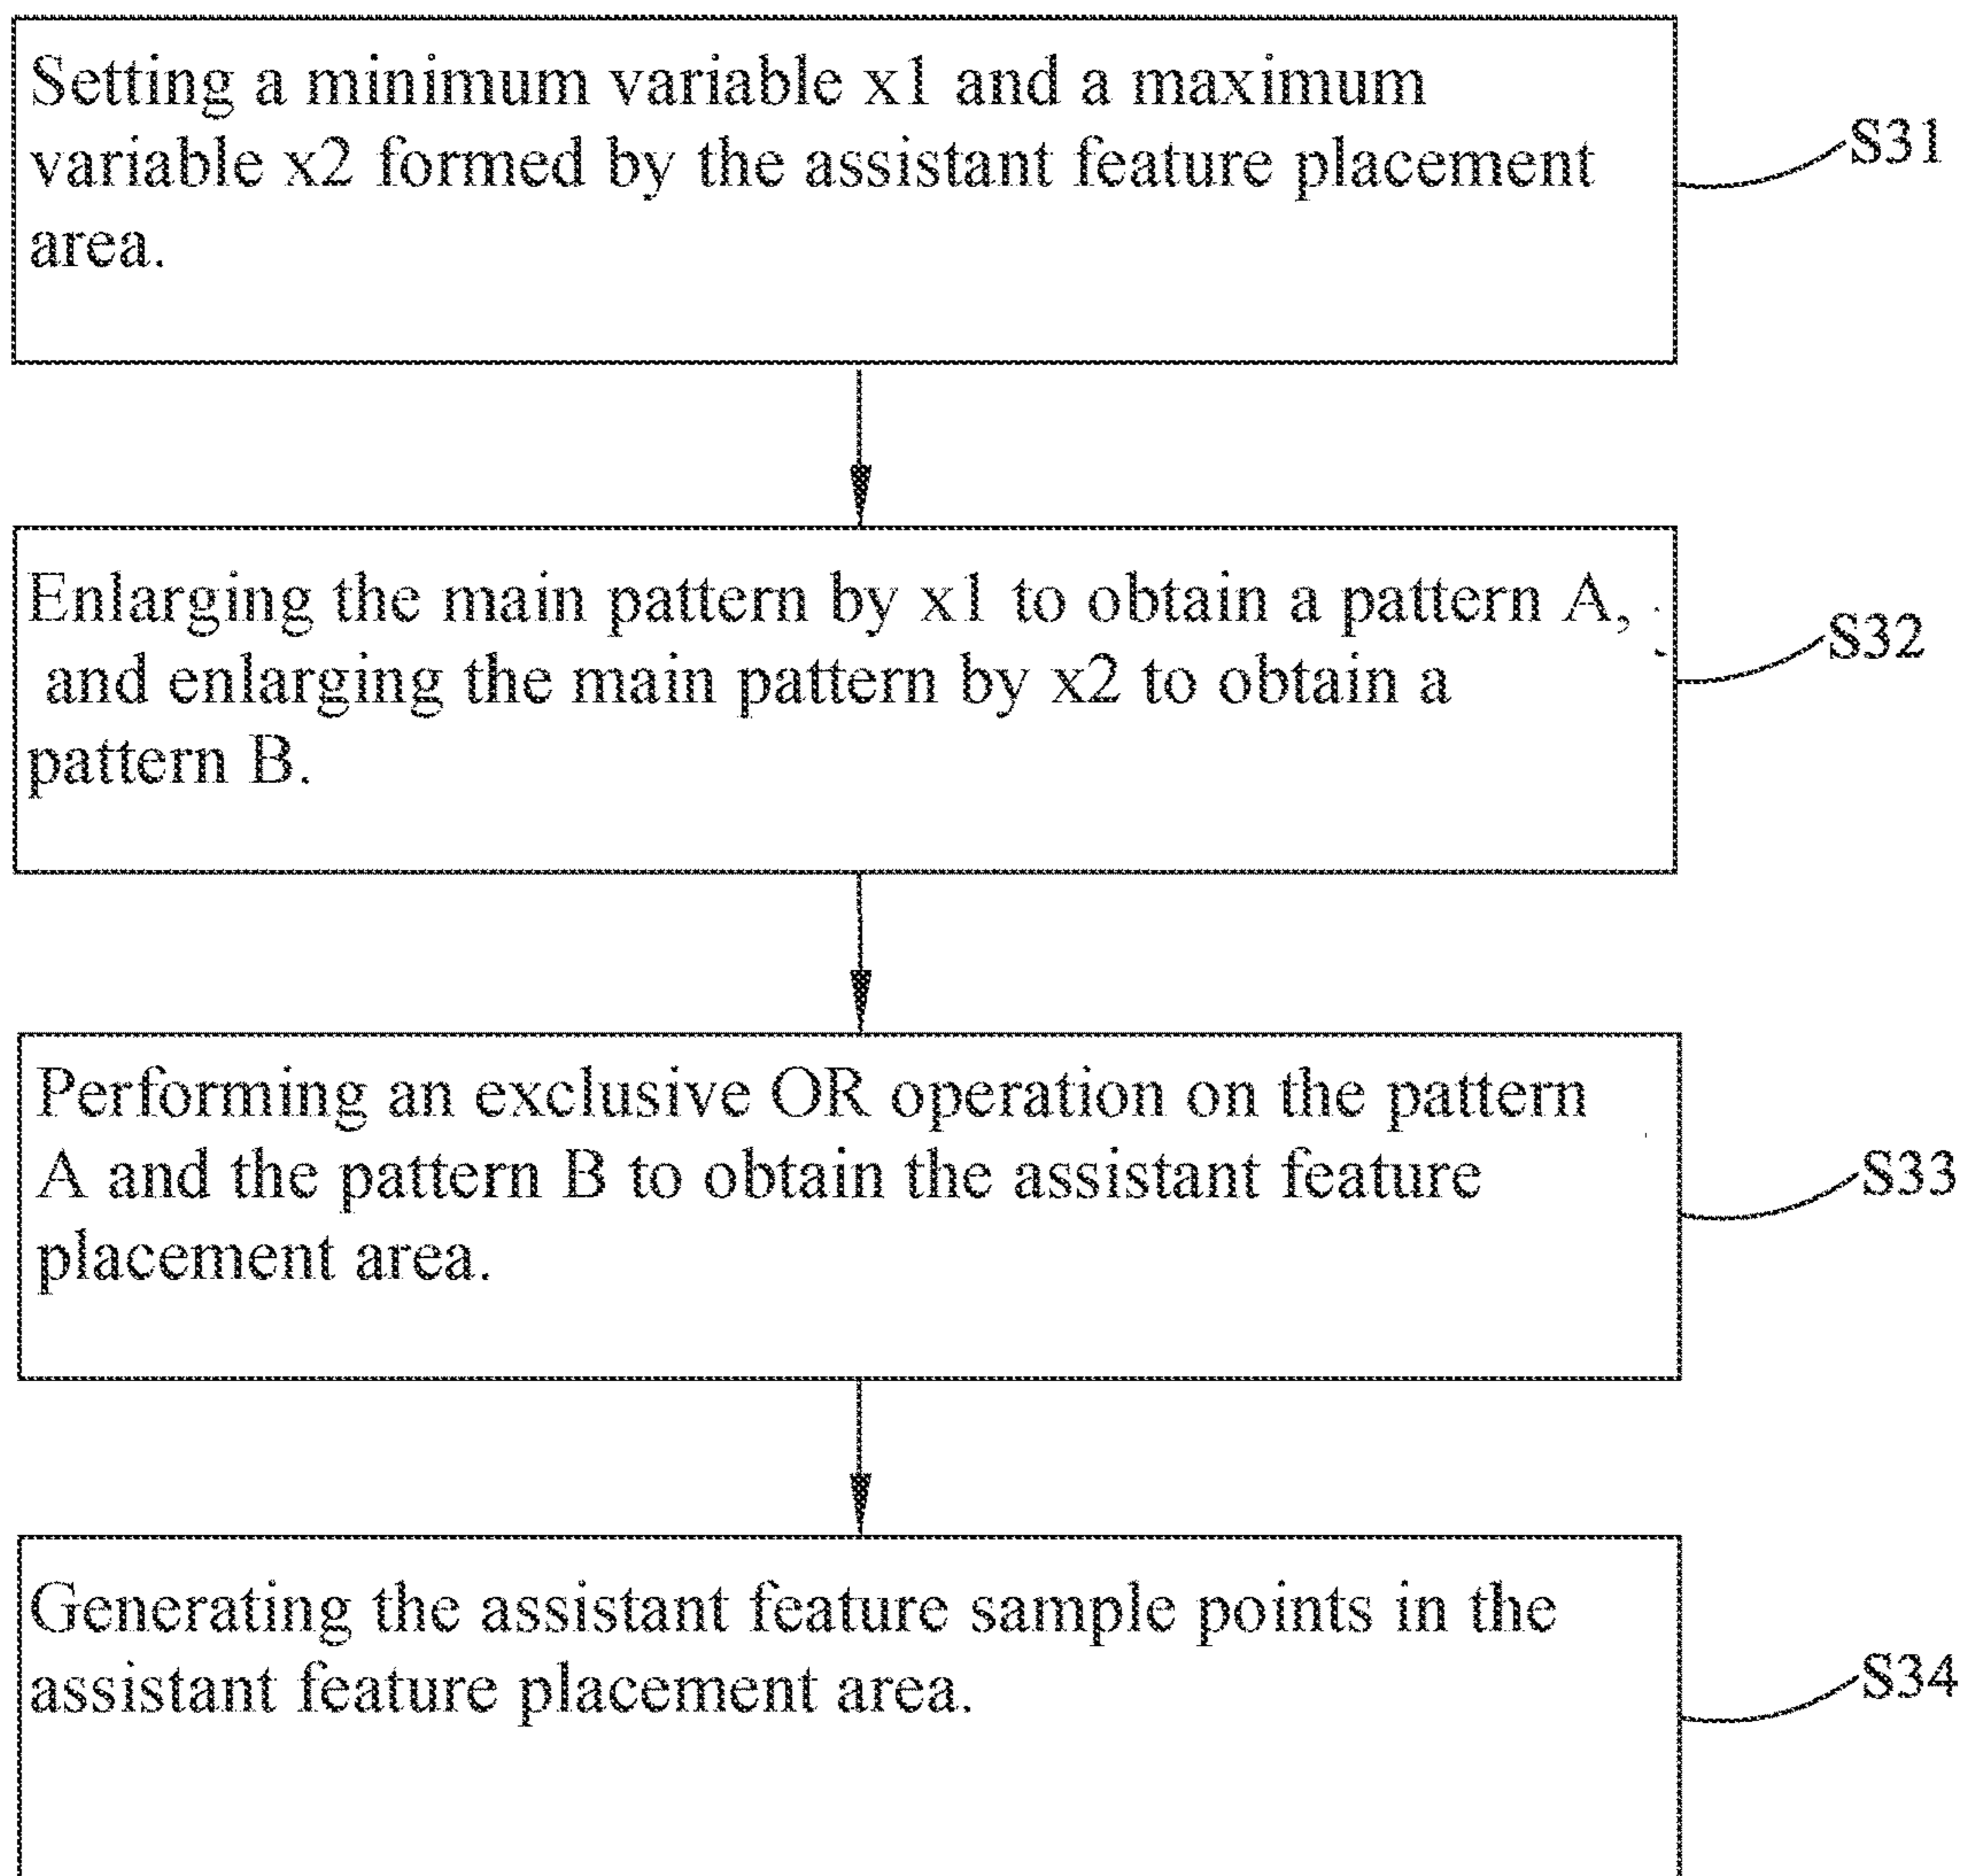 Setting a minimum variable x1 and a maximum
variable x2 formed by the assistant feature placement
area.
S31
Enlarging the main pattern by x1 to obtain a pattern A,
and enlarging the main pattern by x2 to obtain a
pattern B.
S32
Performing an exclusive OR operation on the pattern
A and the pattern B to obtain the assistant feature
placement area.
S33
Generating the assistant feature sample points in the
assistant feature placement area.
S34